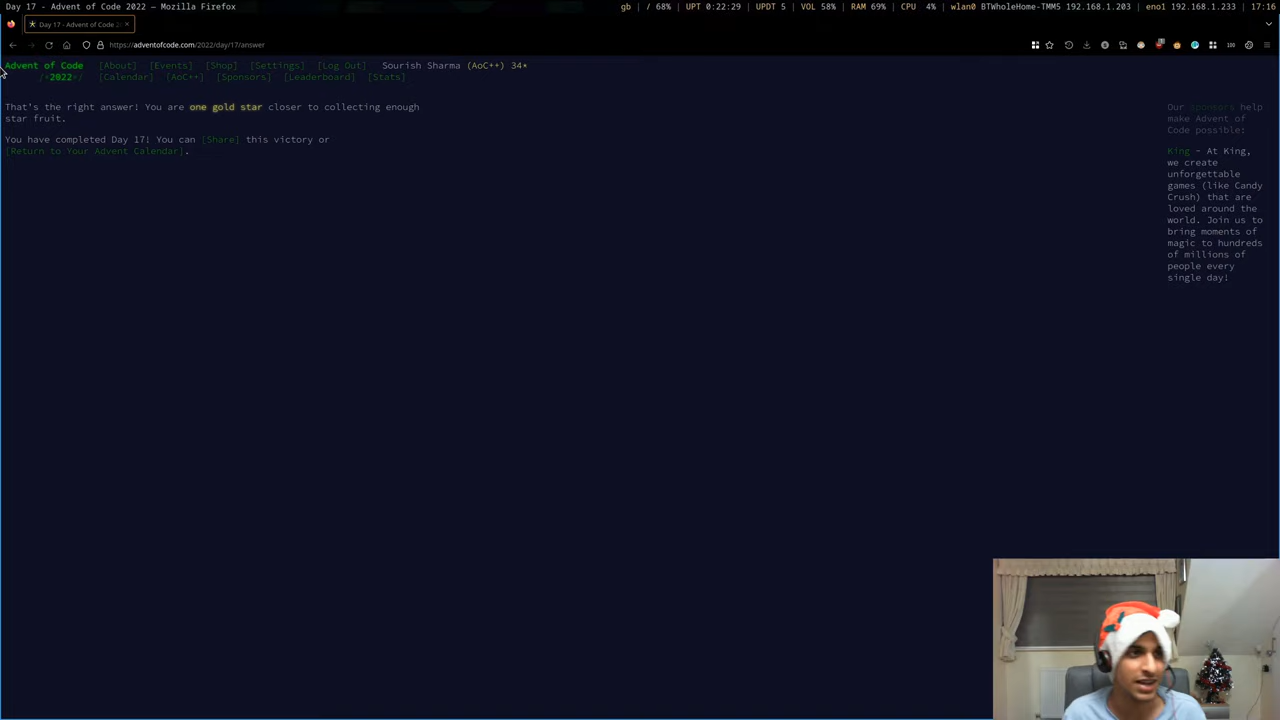 Day 17 - Advent of Code 2022 — Mozilla Firefox
gb | / 68% | UPT 0:22:29 | UPDT 5 | VOL 58% | RAM 69% | CPU 4% | wlan0 BTWholeHome-TMM5 192.168.1.203 | eno1 192.168.1.233 | 17:16
Day 17 - Advent of Code 20
https://adventofcode.com/2022/day/17/answer
100
Advent of Code [About] [Events] [Shop] [Settings] [Log Out] Sourish Sharma (AoC++) 34*
/*2022*/ [Calendar] [AoC++] [Sponsors] [Leaderboard] [Stats]
That's the right answer! You are one gold star closer to collecting enough
star fruit.
You have completed Day 17! You can [Share] this victory or
[Return to Your Advent Calendar].
Our sponsors help
make Advent of
Code possible:
King - At King,
we create
unforgettable
games (like Candy
Crush) that are
loved around the
world. Join us to
bring moments of
magic to hundreds
of millions of
people every
single day!